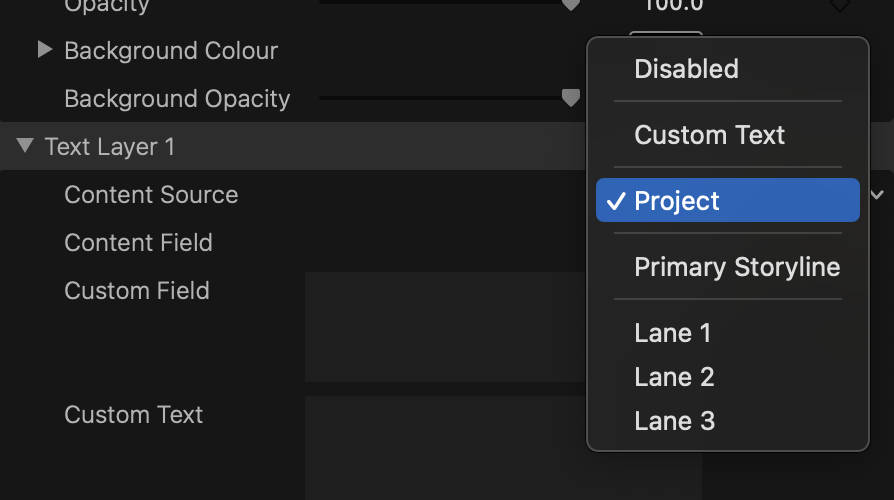 Opacity
100.0
Background Colour
Background Opacity
Text Layer 1
Content Source
Content Field
Custom Field
Custom Text
Disabled
Custom Text
Project
Primary Storyline
Lane 1
Lane 2
Lane 3